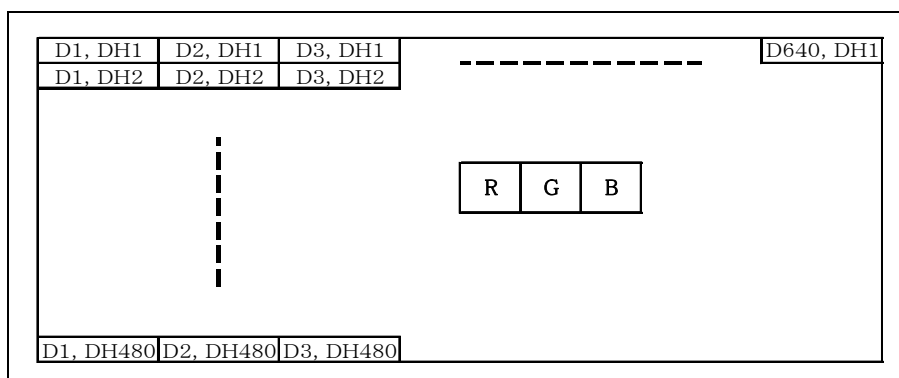 D1, DH1 D2, DH1 D3, DH1 D640, DH1
D1, DH2 D2, DH2 D3, DH2
R G B
D1, DH480 D2, DH480 D3, DH480